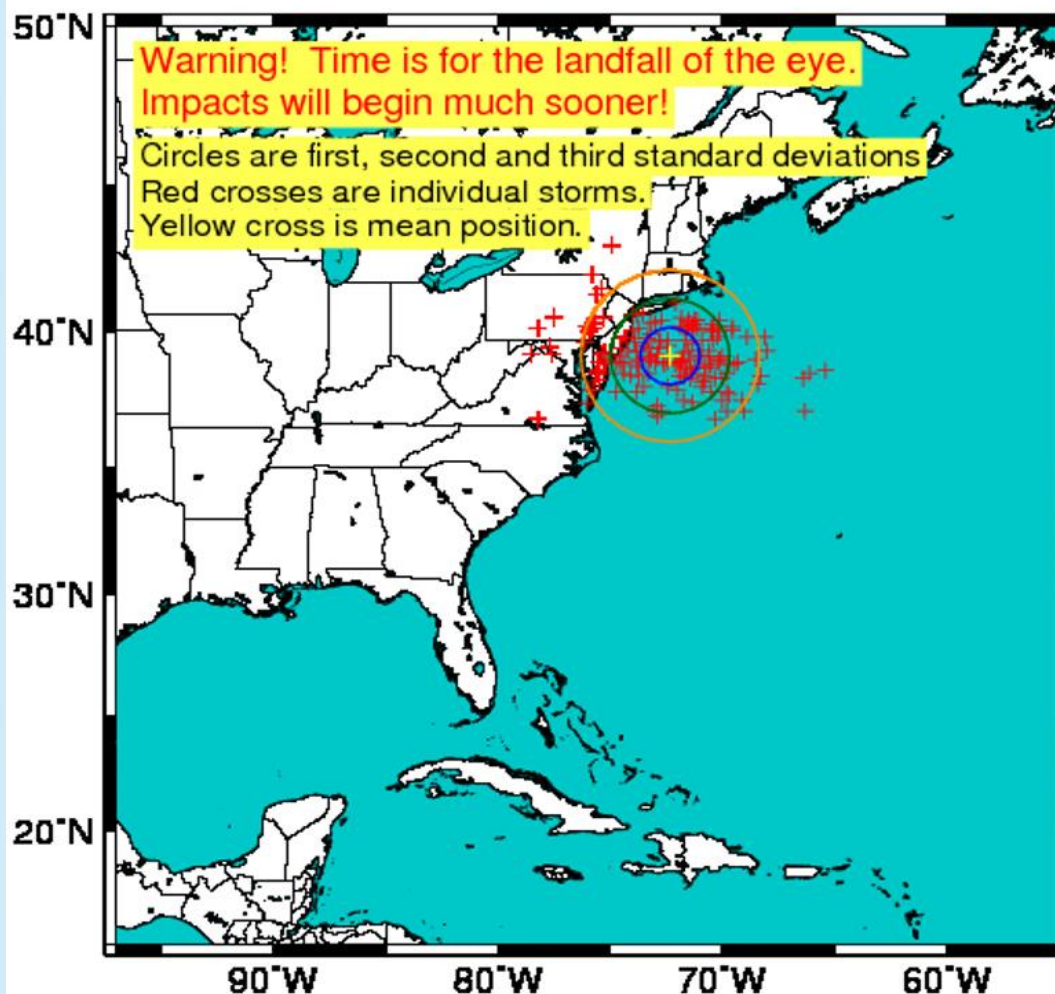 50°N
Warning! Time is for the landfall of the eye.
Impacts will begin much sooner!
Circles are first, second and third standard deviations
Red crosses are individual storms.
Yellow cross is mean position.
40°N
30°N
20°N
90°W 80°W 70°W 60°W